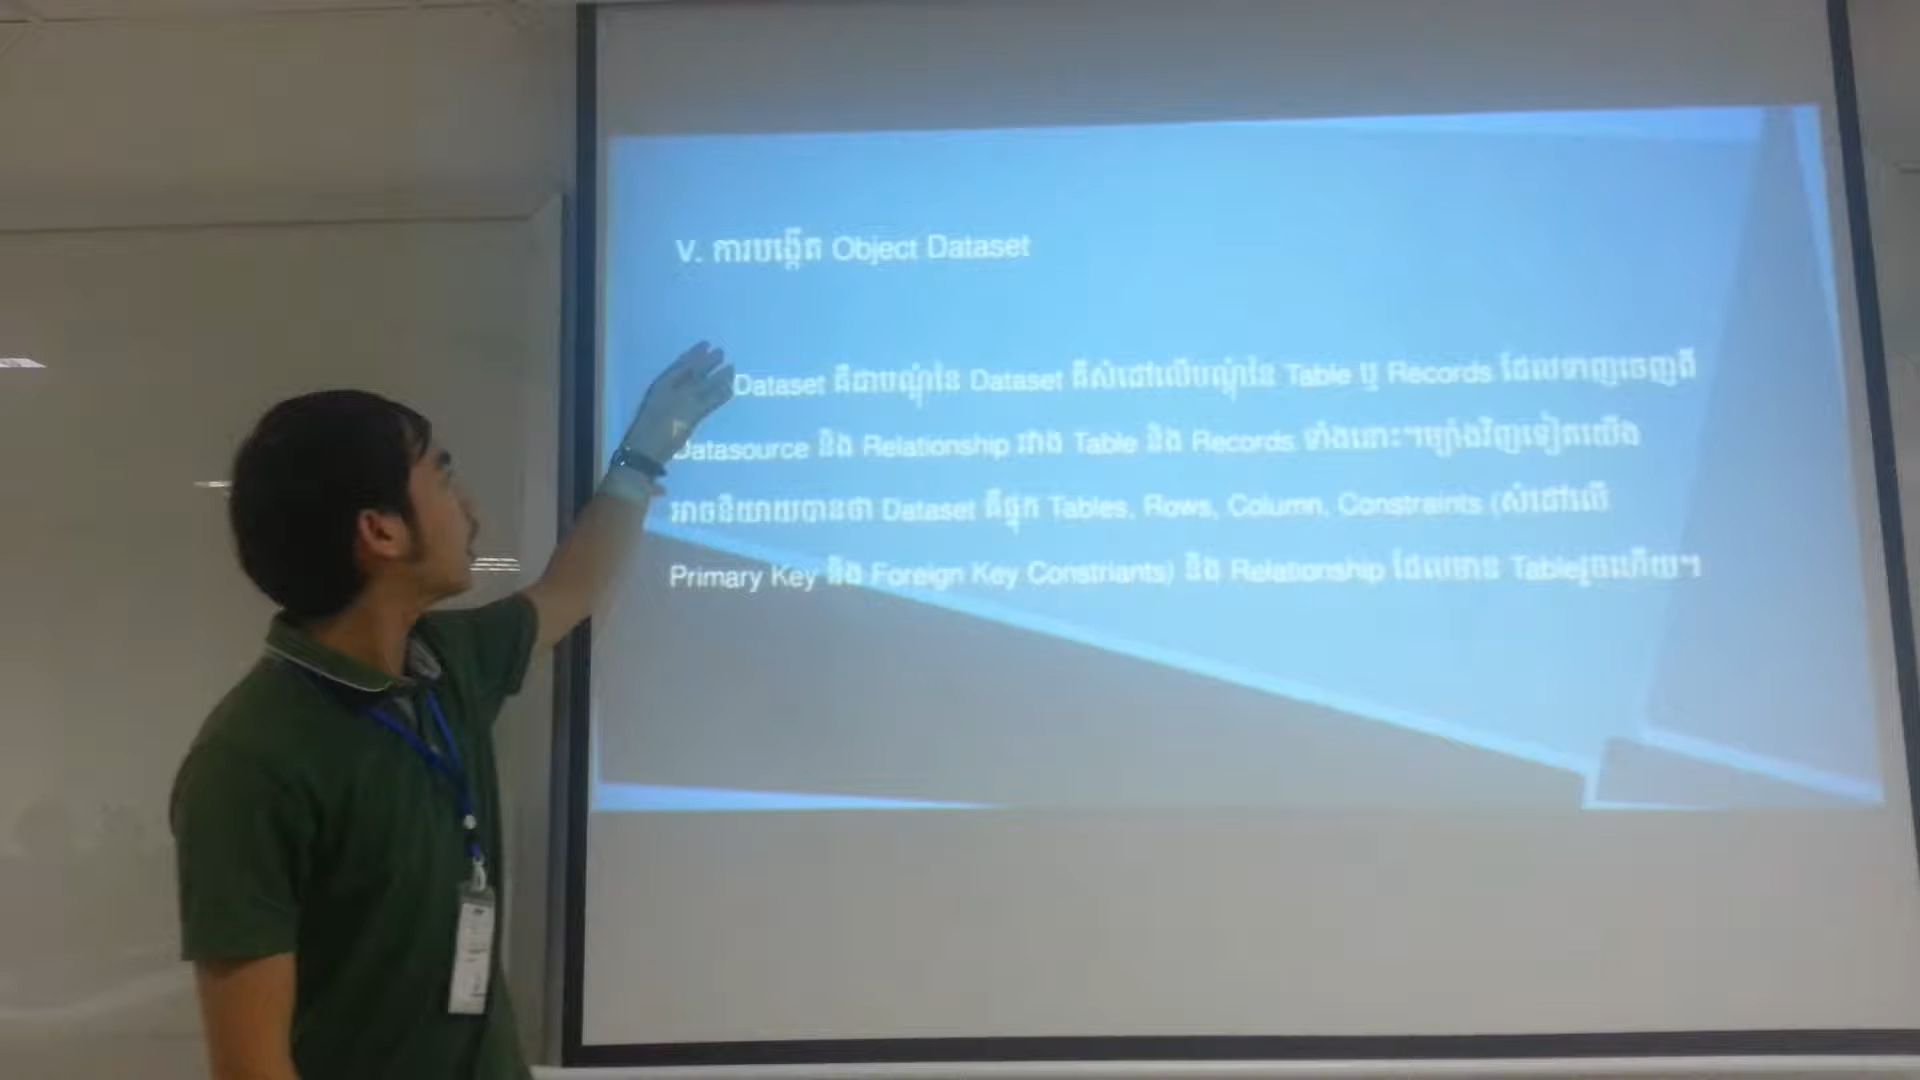 V. ការបង្កើត Object Dataset
Dataset គឺជាបណ្តុំនៃ Dataset គឺសំដៅលើបណ្តុំនៃ Table ឬ Records ដែលទាញចេញពី
Datasource និង Relationship រវាង Table និង Records ទាំងនោះ។ម្យ៉ាងវិញទៀតយើង
អាចនិយាយបានថា Dataset គឺផ្ទុក Tables, Rows, Column, Constraints (សំដៅលើ
Primary Key និង Foreign Key Constriants) និង Relationship ដែលមាន Tableរួចហើយ។